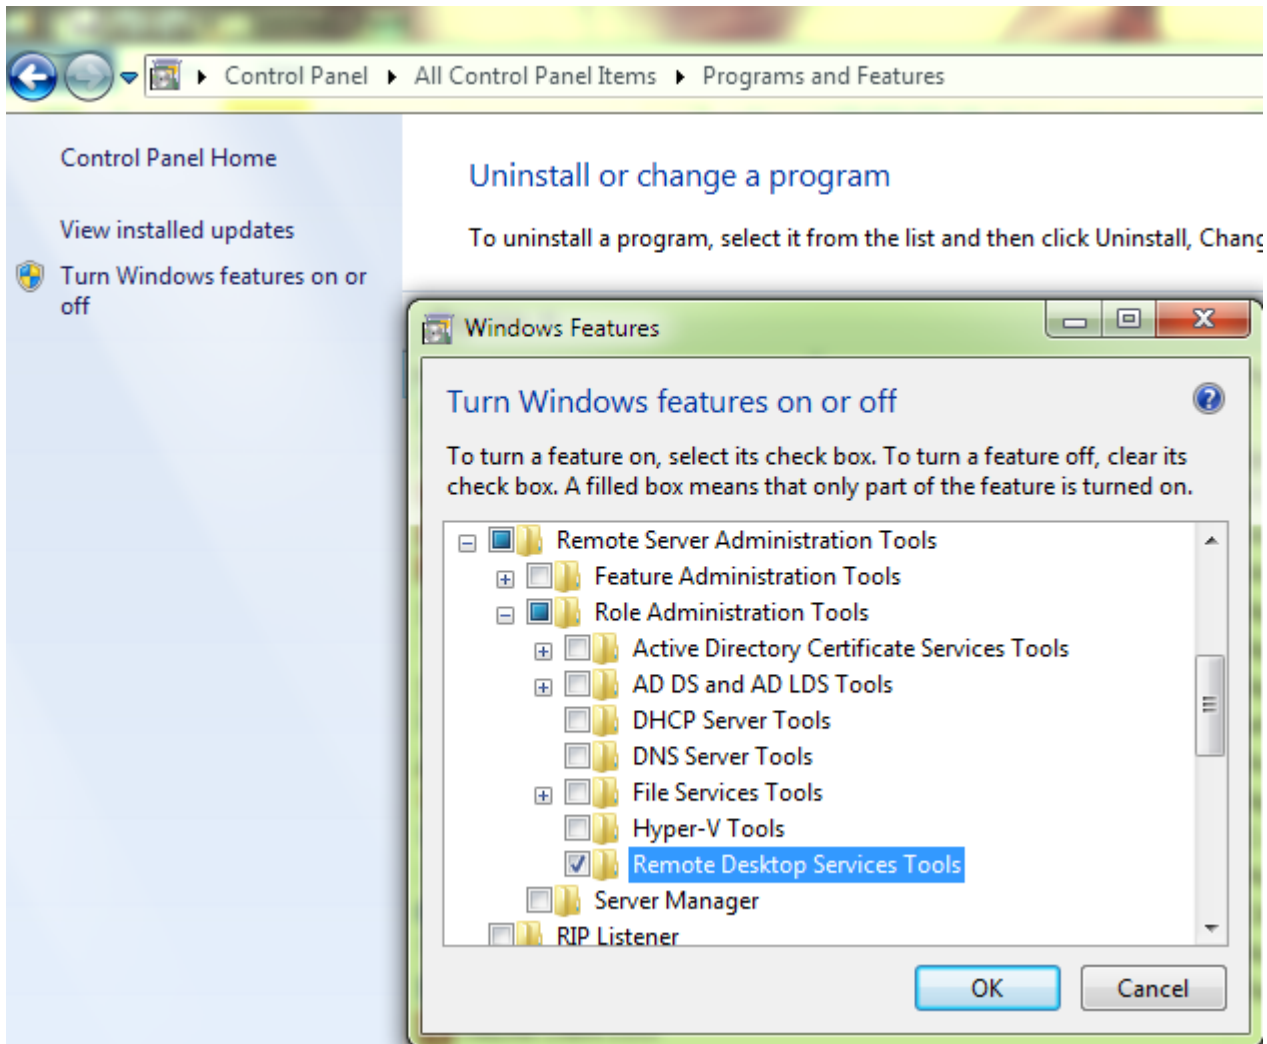 Control Panel All Control Panel Items Programs and Features
Control Panel Home
View installed updates
Turn Windows features on or
off
Uninstall or change a program
To uninstall a program, select it from the list and then click Uninstall, Chang
Windows Features
Turn Windows features on or off
To turn a feature on, select its check box. To turn a feature off, clear its
check box. A filled box means that only part of the feature is turned on.
Remote Server Administration Tools
Feature Administration Tools
Role Administration Tools
Active Directory Certificate Services Tools
AD DS and AD LDS Tools
DHCP Server Tools
DNS Server Tools
File Services Tools
Hyper-V Tools
Remote Desktop Services Tools
Server Manager
RIP Listener
OK Cancel